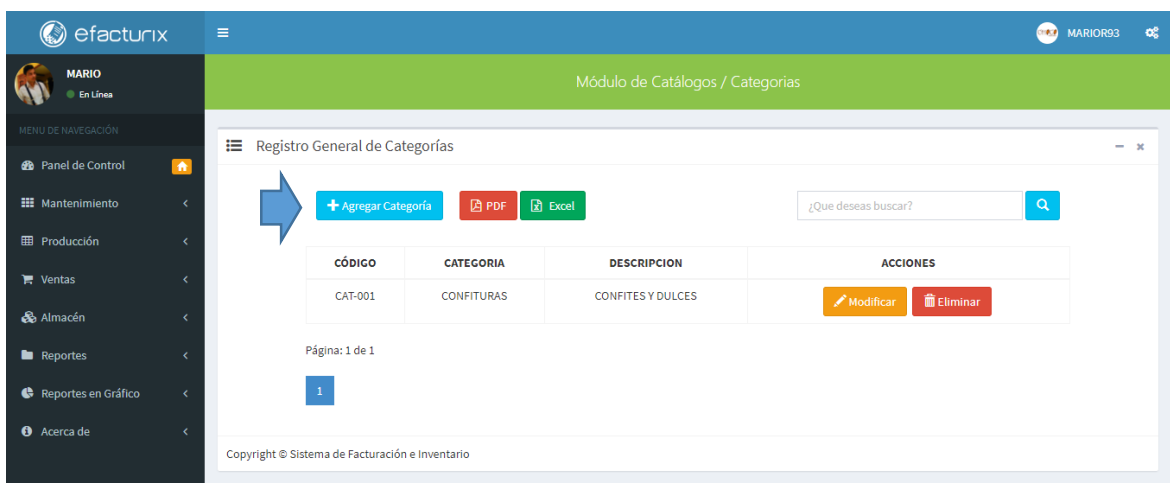 efacturix
MARIOR93
MARIO
En Línea
Módulo de Catálogos / Categorias
MENU DE NAVEGACIÓN
Panel de Control
Mantenimiento
Producción
Ventas
Almacén
Reportes
Reportes en Gráfico
Acerca de
Registro General de Categorías
Agregar Categoría PDF Excel ¿Que deseas buscar?
CÓDIGO CATEGORIA DESCRIPCION ACCIONES
CAT-001 CONFITURAS CONFITES Y DULCES Modificar Eliminar
Página: 1 de 1
1
Copyright © Sistema de Facturación e Inventario